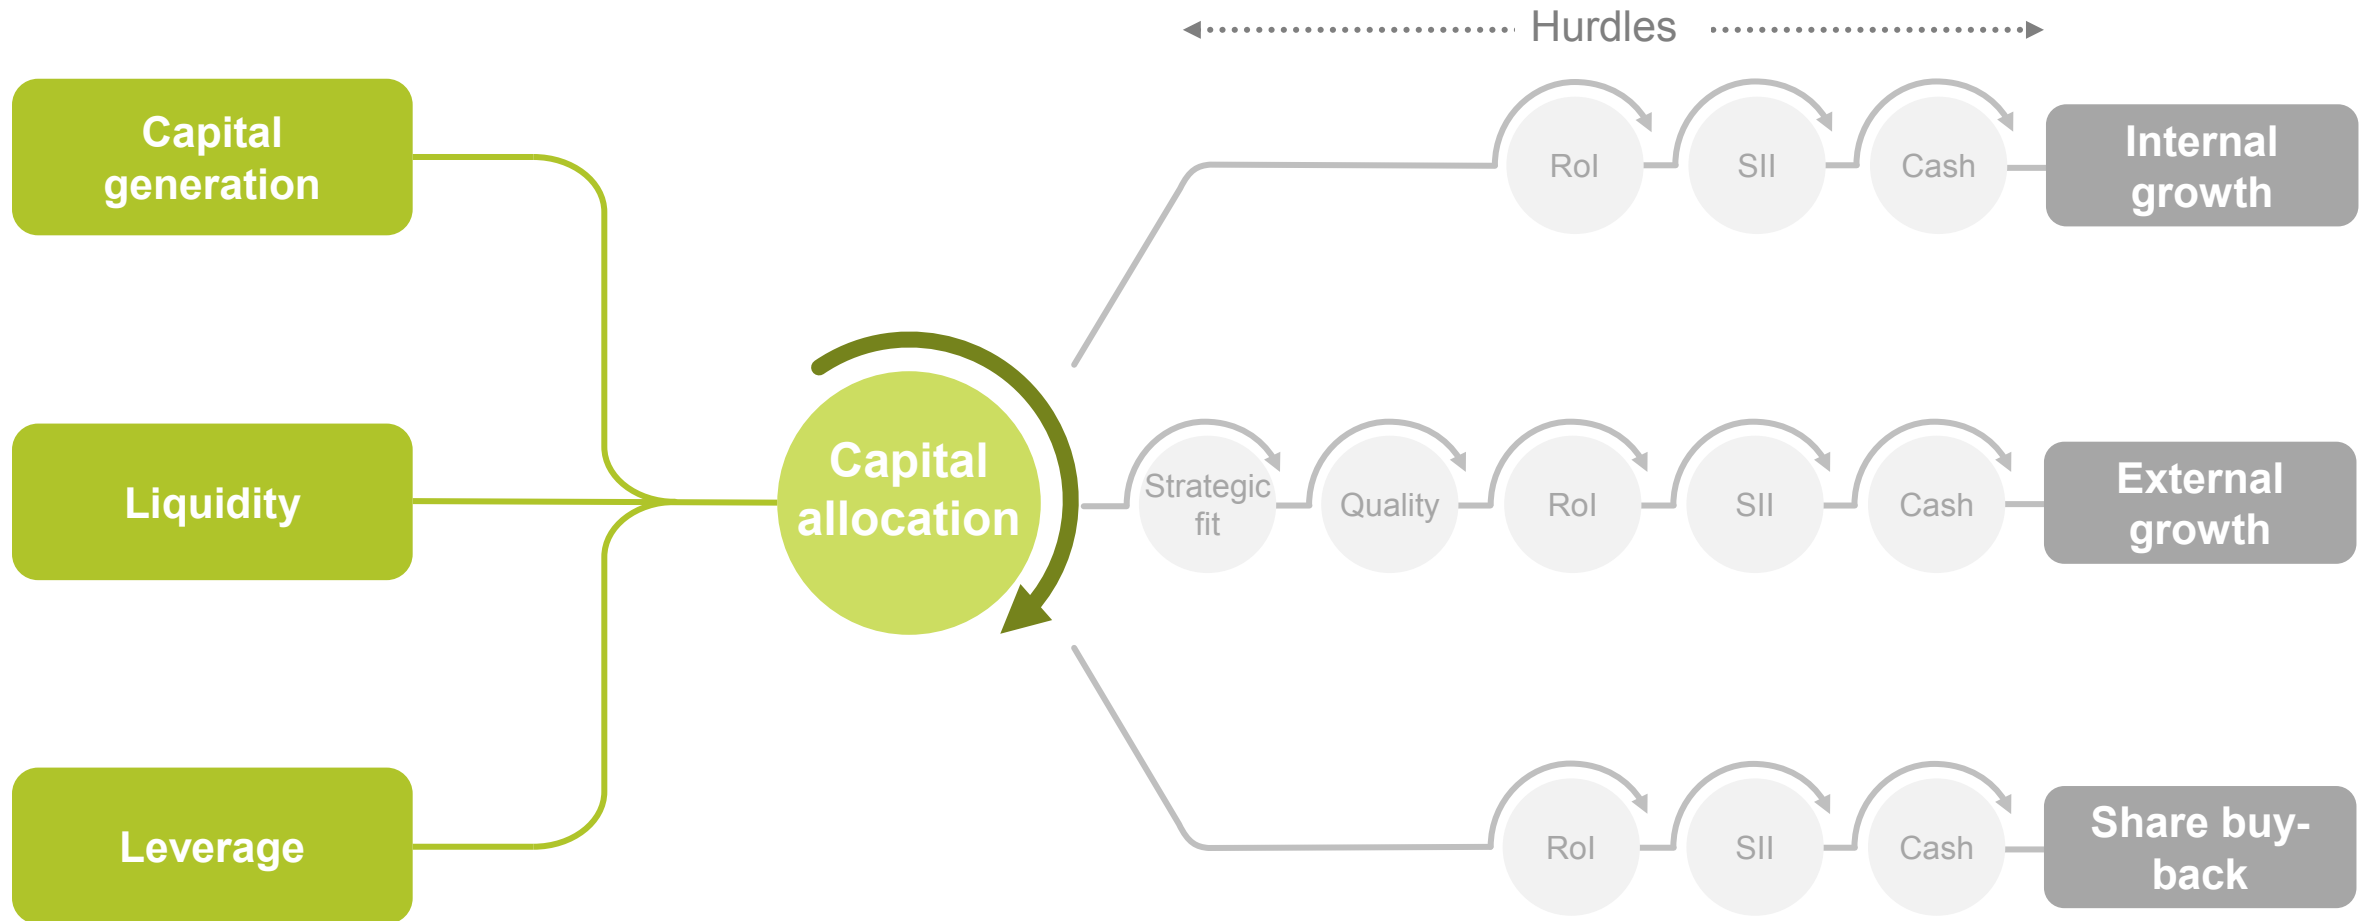 Hurdles
Capital
generation
Liquidity
Leverage
Capital
allocation
RoI
SII
Cash
Internal
growth
Strategic
fit
Quality
RoI
SII
Cash
External
growth
RoI
SII
Cash
Share buy-
back